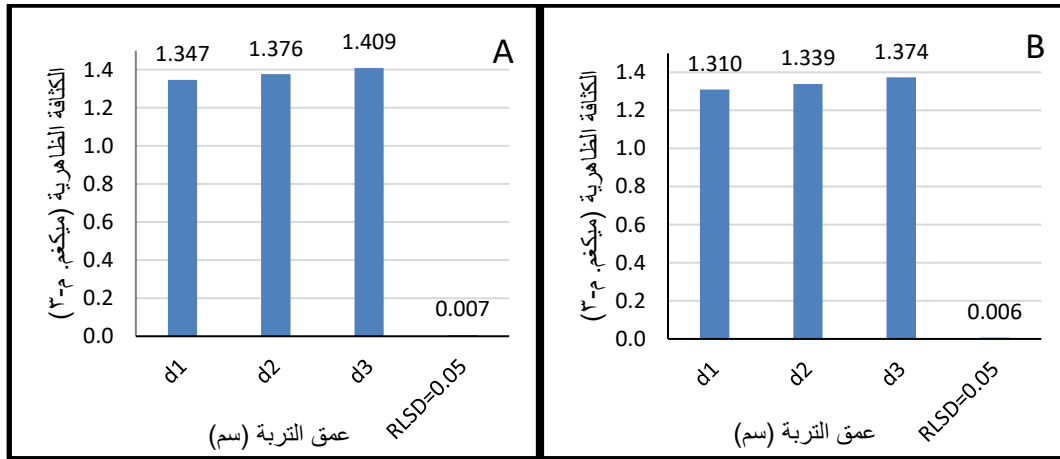 A
الكثافة الظاهرية (ميكغم. م-٣)
1.347
1.376
1.409
0.007
1.4
1.2
1.0
0.8
0.6
0.4
0.2
0.0
d1
d2
d3
RLSD=0.05
عمق التربة (سم)
B
الكثافة الظاهرية (ميكغم. م-٣)
1.310
1.339
1.374
0.006
1.4
1.2
1.0
0.8
0.6
0.4
0.2
0.0
d1
d2
d3
RLSD=0.05
عمق التربة (سم)